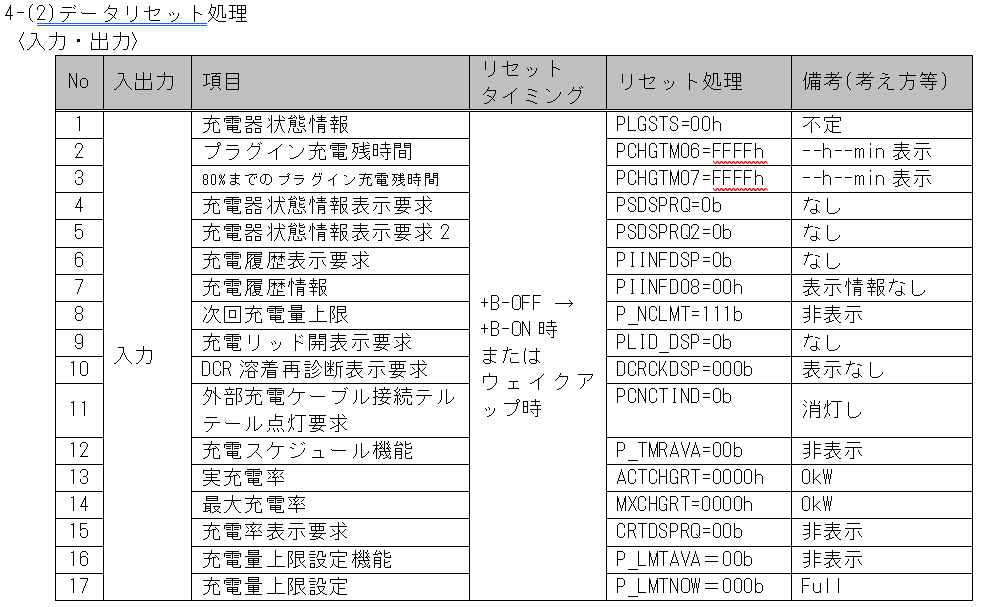 4-(2)データリセット処理
〈入力・出力〉
No 入出力 項目 リセットタイミング リセット処理 備考(考え方等)
1 入力 充電器状態情報 +B-OFF → +B-ON時またはウェイクアップ時 PLGSTS=00h 不定
2 プラグイン充電残時間 PCHGTM06=FFFFh --h--min表示
3 80%までのプラグイン充電残時間 PCHGTM07=FFFFh --h--min表示
4 充電器状態情報表示要求 PSDSPRQ=0b なし
5 充電器状態情報表示要求2 PSDSPRQ2=0b なし
6 充電履歴表示要求 PIINFDSP=0b なし
7 充電履歴情報 PIINFD08=00h 表示情報なし
8 次回充電量上限 P_NCLMT=111b 非表示
9 充電リッド開表示要求 PLID_DSP=0b なし
10 DCR溶着再診断表示要求 DCRCKDSP=000b 表示なし
11 外部充電ケーブル接続テルテール点灯要求 PCNCTIND=0b 消灯し
12 充電スケジュール機能 P_TMRAVA=00b 非表示
13 実充電率 ACTCHGRT=0000h 0kW
14 最大充電率 MXCHGRT=0000h 0kW
15 充電率表示要求 CRTDSPRQ=00b 非表示
16 充電量上限設定機能 P_LMTAVA＝00b 非表示
17 充電量上限設定 P_LMTNOW＝000b Full